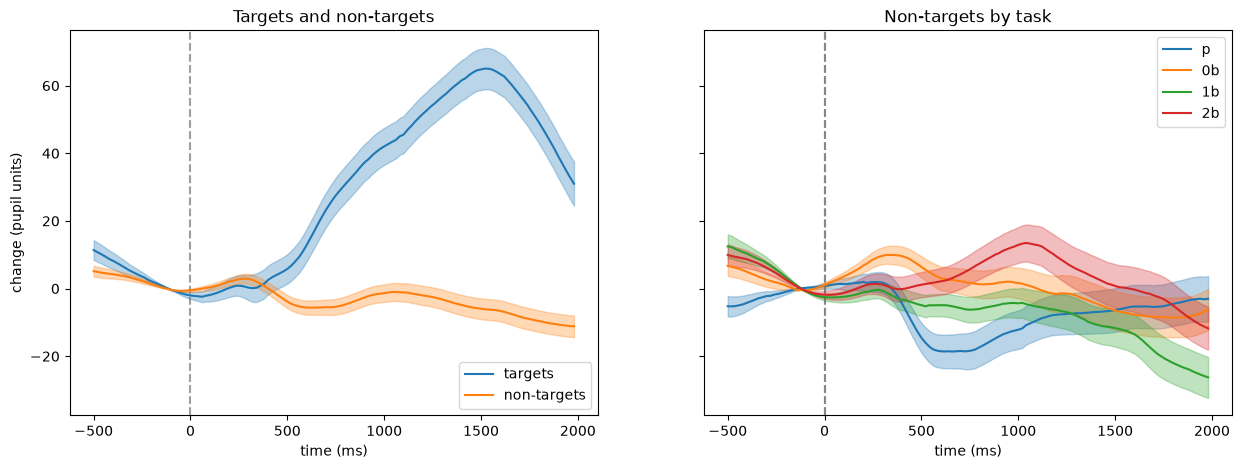 Targets and non-targets
change (pupil units)
60
40
20
0
−20
−500
0
500
1000
1500
2000
time (ms)
targets
non-targets
Non-targets by task
p
0b
1b
2b
−500
0
500
1000
1500
2000
time (ms)